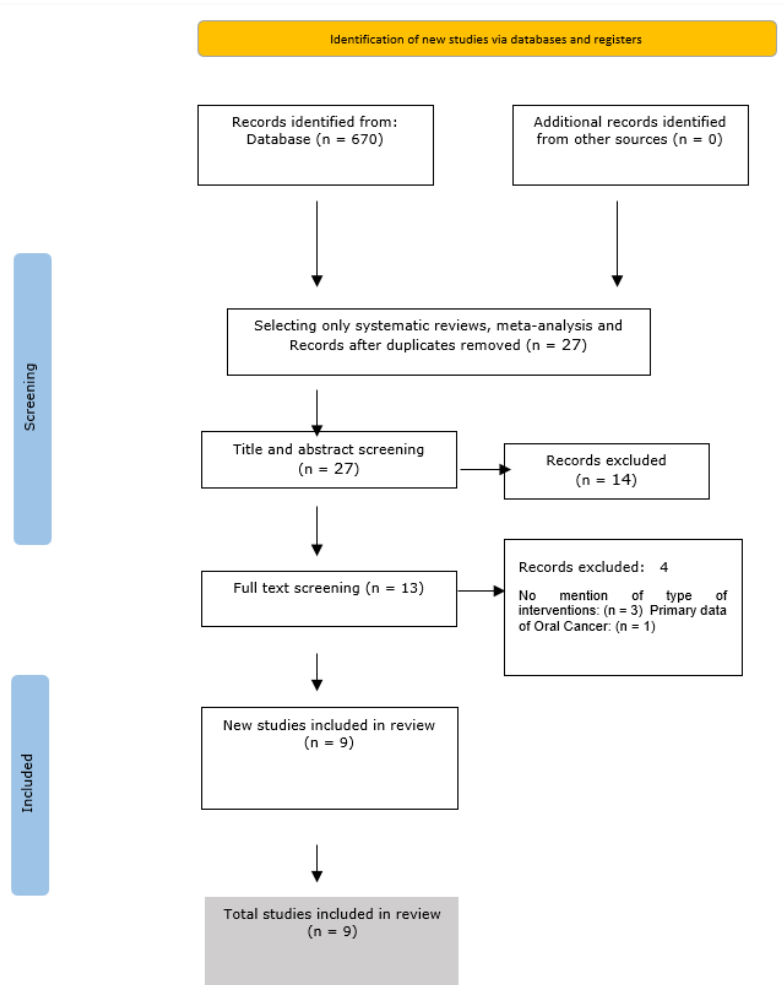 Identification of new studies via databases and registers
Records identified from:
Database (n = 670)
Additional records identified
from other sources (n = 0)
Screening
Selecting only systematic reviews, meta-analysis and
Records after duplicates removed (n = 27)
Title and abstract screening
(n = 27)
Records excluded
(n = 14)
Full text screening (n = 13)
Records excluded: 4
No mention of type of
interventions: (n = 3) Primary data
of Oral Cancer: (n = 1)
Included
New studies included in review
(n = 9)
Total studies included in review
(n = 9)